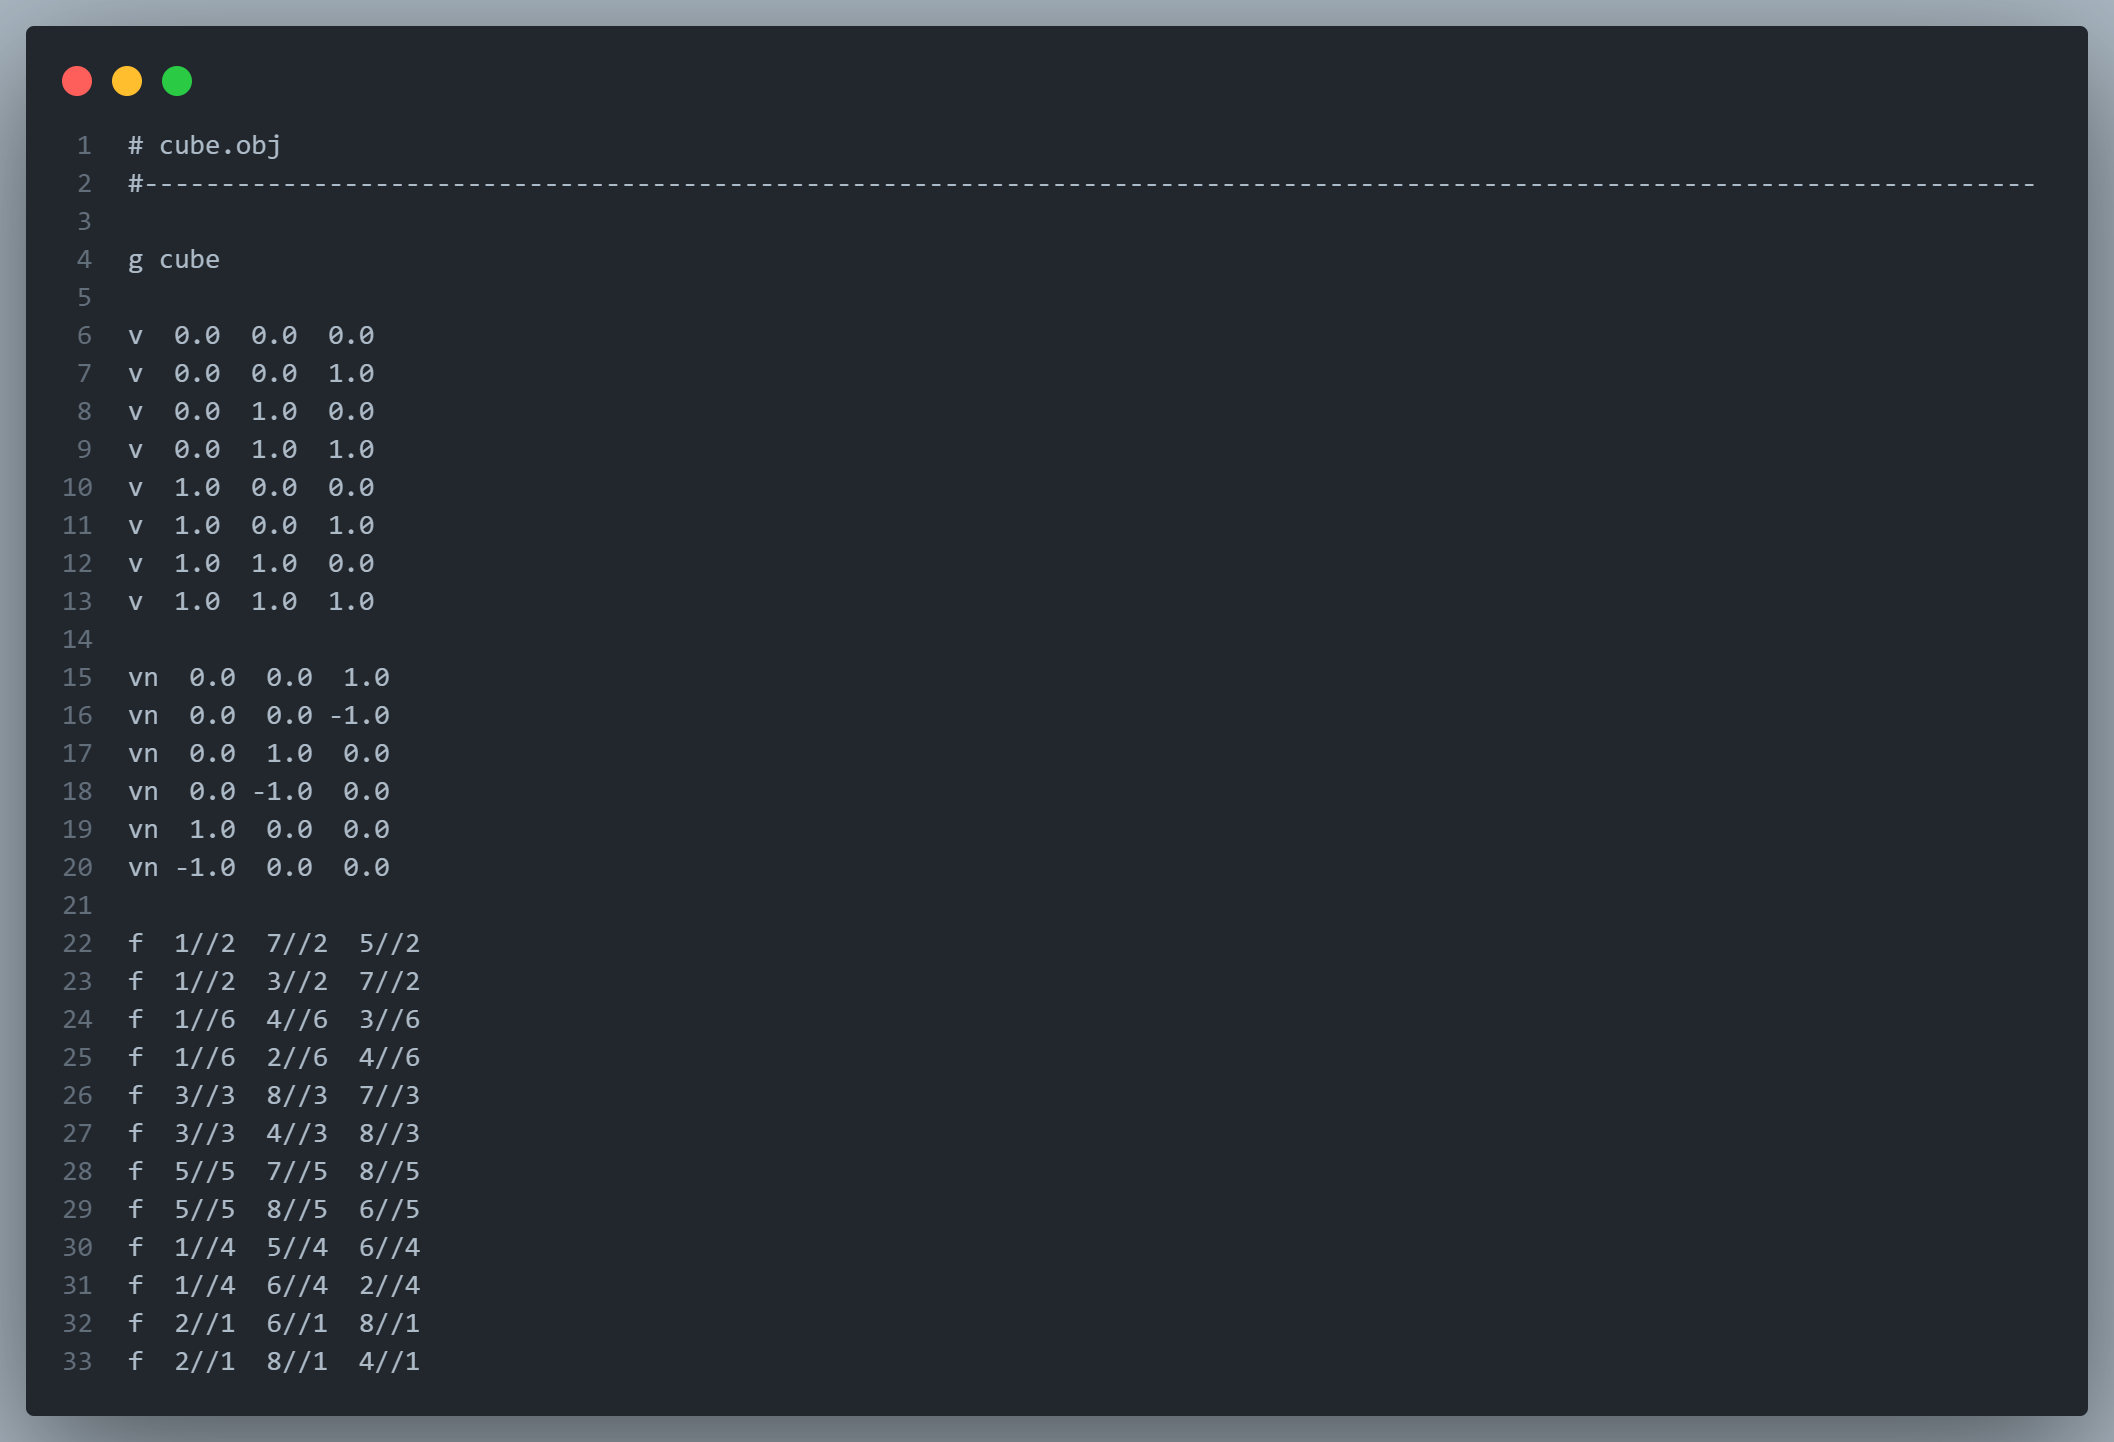 1 # cube.obj
2 #--------------------------------------------------------------------------------------------------------------------------
3
4 g cube
5
6 v  0.0  0.0  0.0
7 v  0.0  0.0  1.0
8 v  0.0  1.0  0.0
9 v  0.0  1.0  1.0
10 v  1.0  0.0  0.0
11 v  1.0  0.0  1.0
12 v  1.0  1.0  0.0
13 v  1.0  1.0  1.0
14
15 vn  0.0  0.0  1.0
16 vn  0.0  0.0 -1.0
17 vn  0.0  1.0  0.0
18 vn  0.0 -1.0  0.0
19 vn  1.0  0.0  0.0
20 vn -1.0  0.0  0.0
21
22 f  1//2  7//2  5//2
23 f  1//2  3//2  7//2
24 f  1//6  4//6  3//6
25 f  1//6  2//6  4//6
26 f  3//3  8//3  7//3
27 f  3//3  4//3  8//3
28 f  5//5  7//5  8//5
29 f  5//5  8//5  6//5
30 f  1//4  5//4  6//4
31 f  1//4  6//4  2//4
32 f  2//1  6//1  8//1
33 f  2//1  8//1  4//1